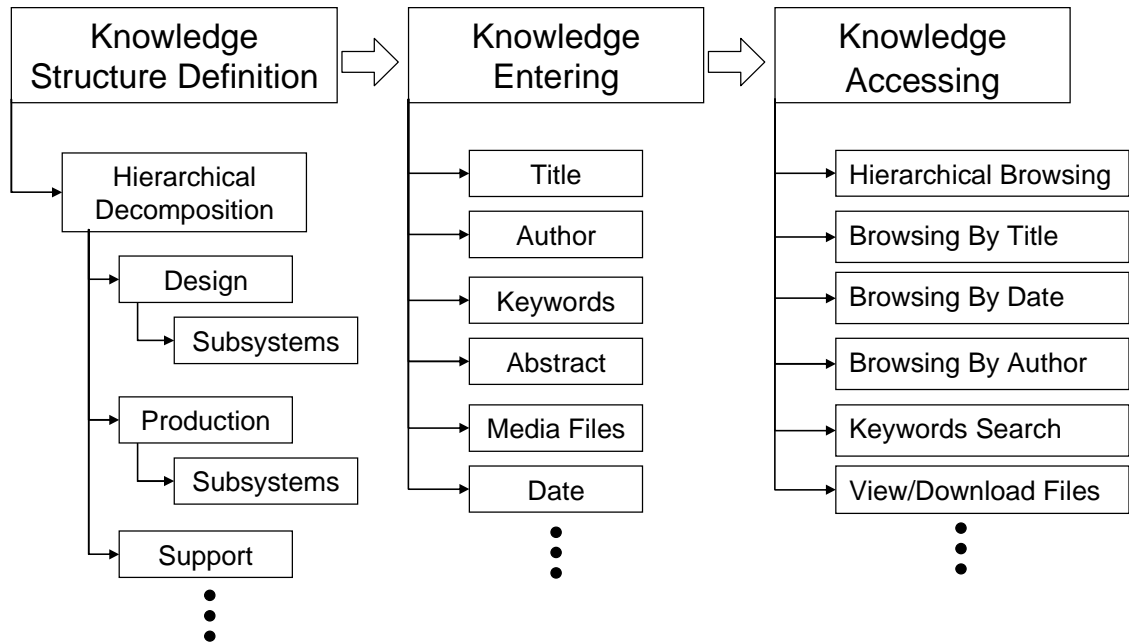 Knowledge
Structure Definition
Knowledge
Entering
Knowledge
Accessing
Hierarchical
Decomposition
Design
Subsystems
Production
Subsystems
Support
Title
Author
Keywords
Abstract
Media Files
Date
Hierarchical Browsing
Browsing By Title
Browsing By Date
Browsing By Author
Keywords Search
View/Download Files